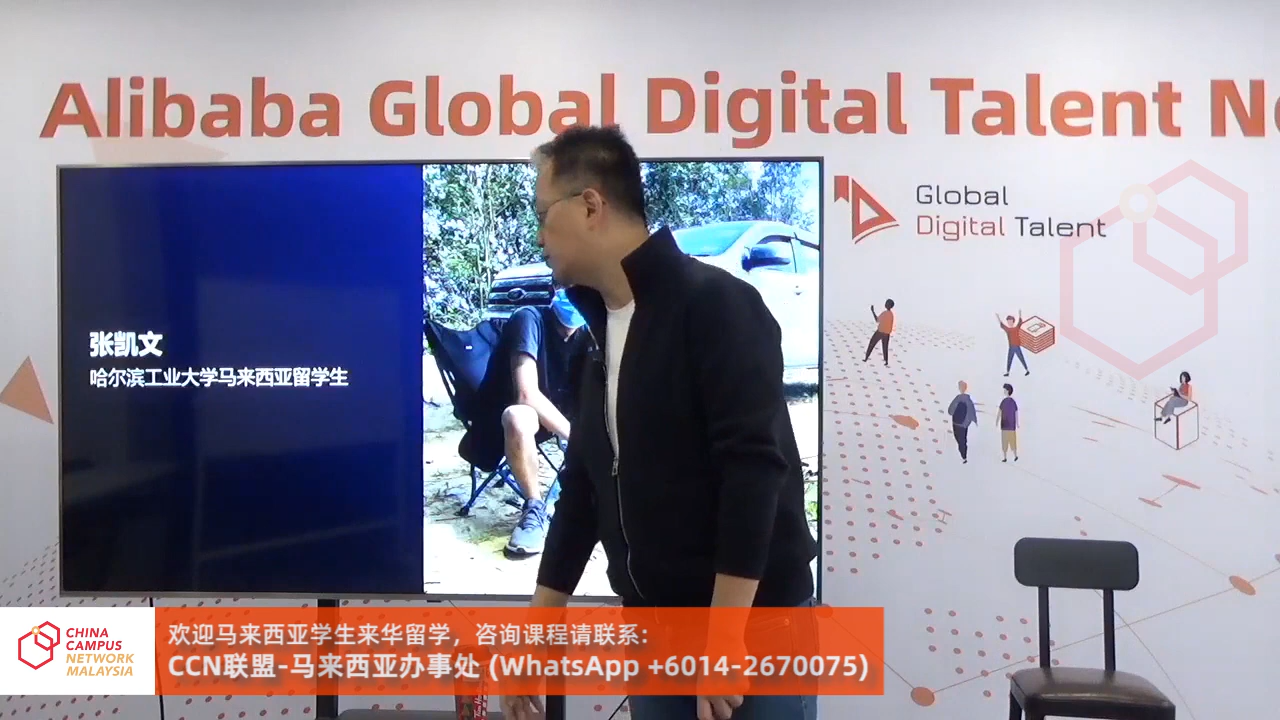 Alibaba Global Digital Talent Ne
Global
Digital Talent
张凯文
哈尔滨工业大学马来西亚留学生
CHINA
CAMPUS
NETWORK
MALAYSIA
欢迎马来西亚学生来华留学，咨询课程请联系:
CCN联盟-马来西亚办事处 (WhatsApp +6014-2670075)